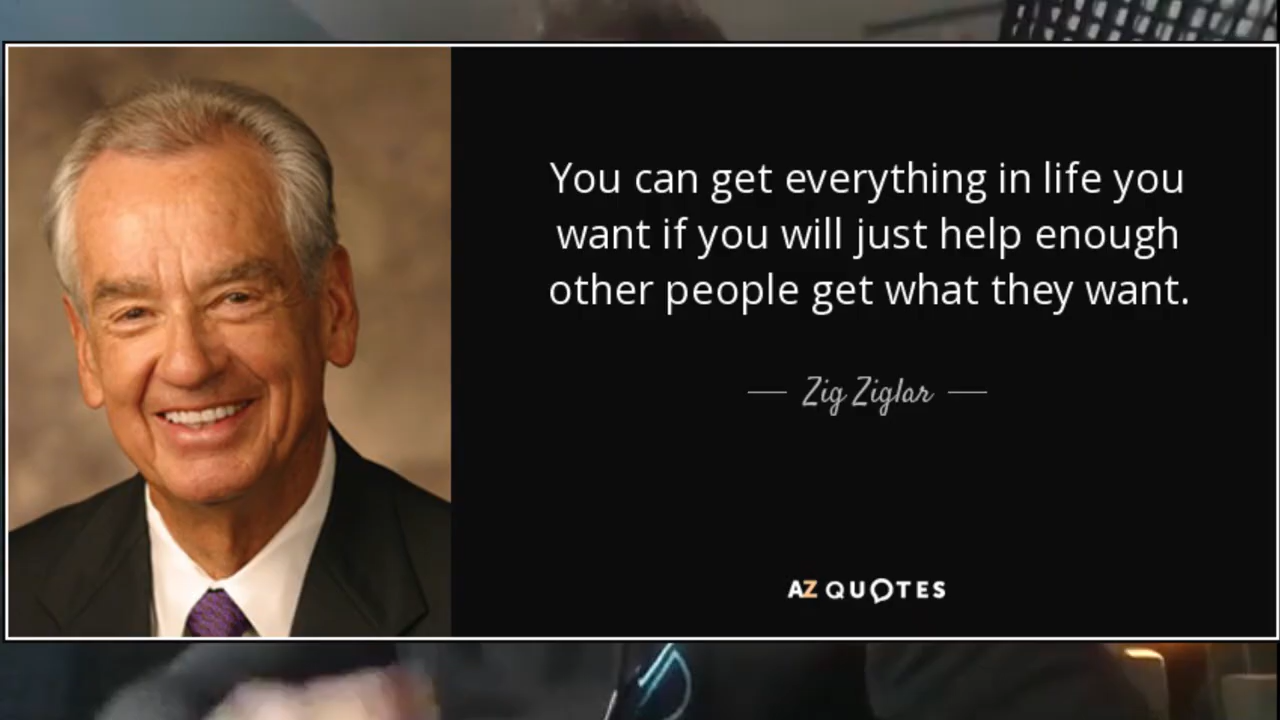 You can get everything in life you
want if you will just help enough
other people get what they want.
Zig Ziglar
AZ QUOTES